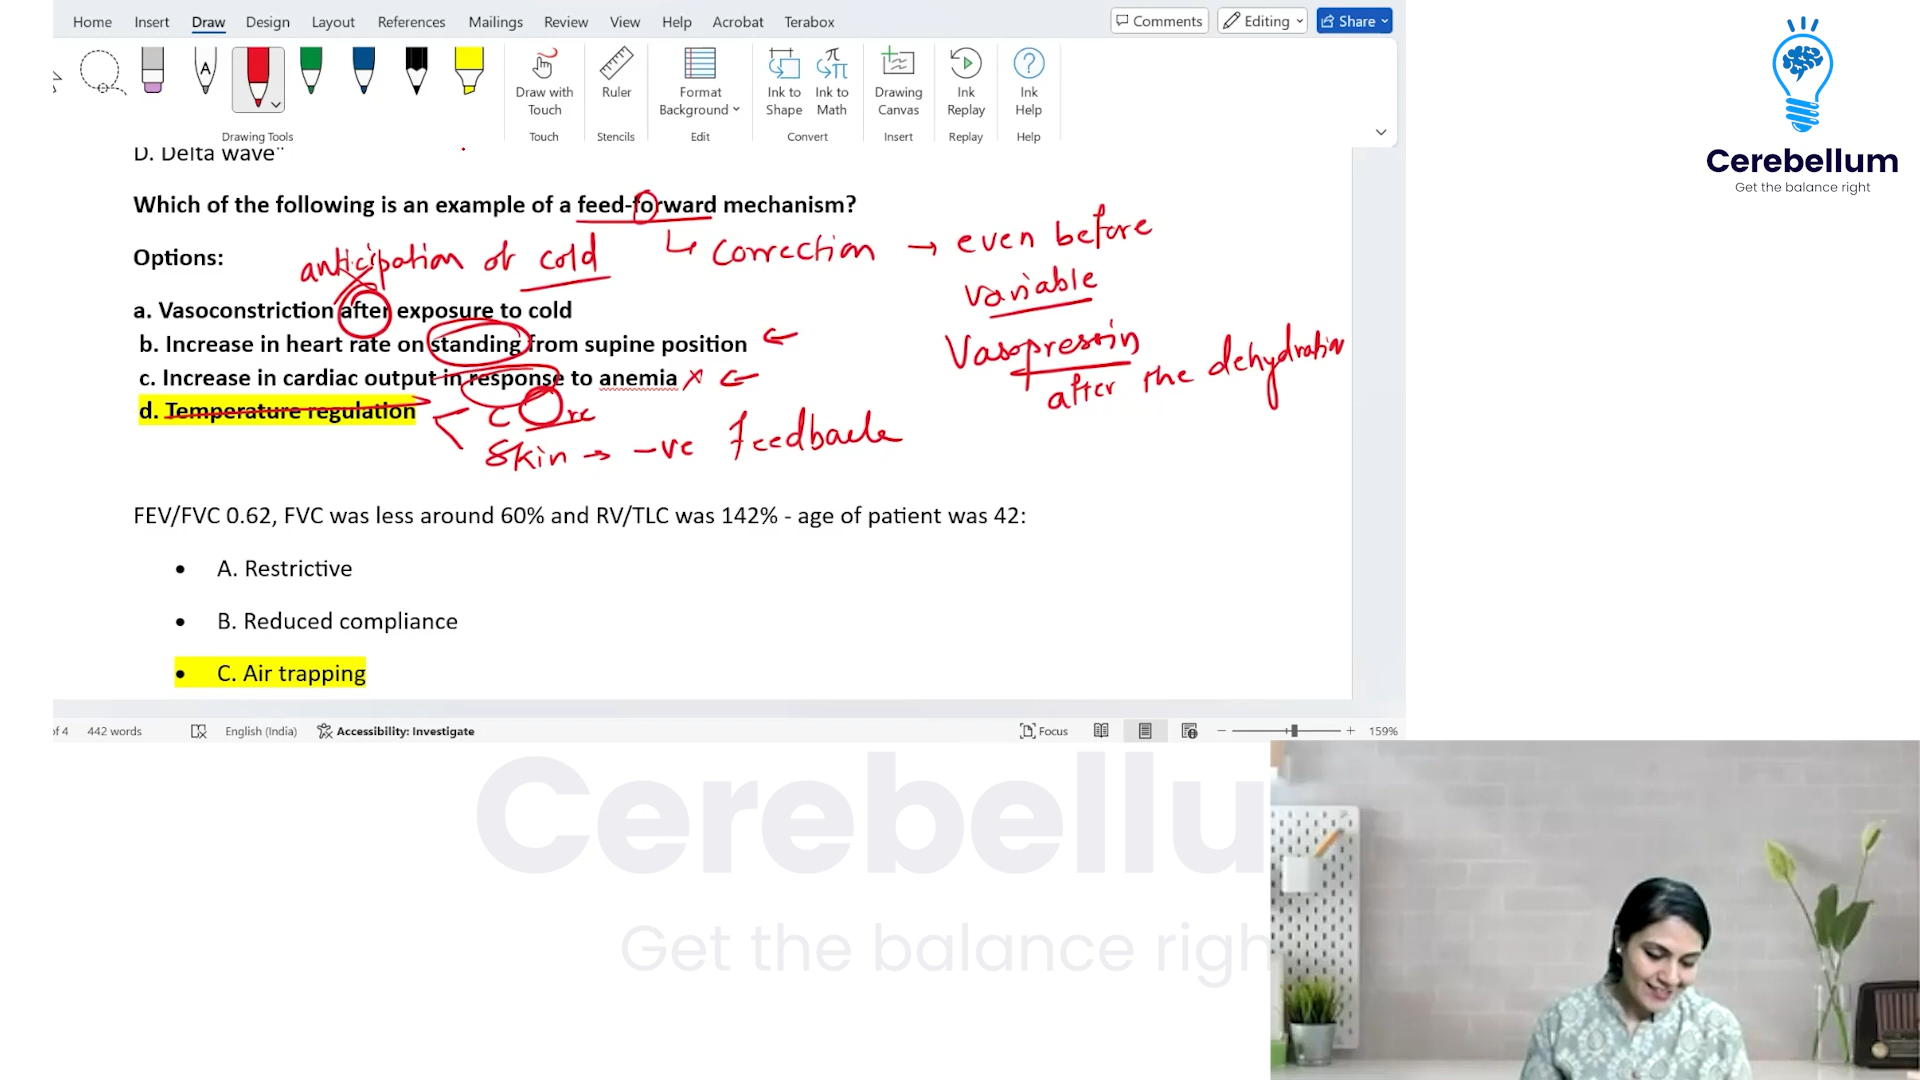 Home Insert Draw Design Layout References Mailings Review View Help Acrobat Terabox Comments Editing Share
Draw with Touch
Ruler
Format Background
Ink to Shape
Ink to Math
Drawing Canvas
Ink Replay
Ink Help
Drawing Tools Touch Stencils Edit Convert Insert Replay Help
Cerebellum
Get the balance right
D. Delta wave"
Which of the following is an example of a feed-forward mechanism?
↳ correction → even before
variable
Options:
anticipation of cold
a. Vasoconstriction after exposure to cold
b. Increase in heart rate on standing from supine position
Vasopressin
after the dehydration
c. Increase in cardiac output in response to anemia x
d. Temperature regulation
Core
Skin → -ve Feedback
FEV/FVC 0.62, FVC was less around 60% and RV/TLC was 142% - age of patient was 42:
• A. Restrictive
• B. Reduced compliance
• C. Air trapping
of 4 442 words English (India) Accessibility: Investigate Focus 159%
Cerebellu
Get the balance righ